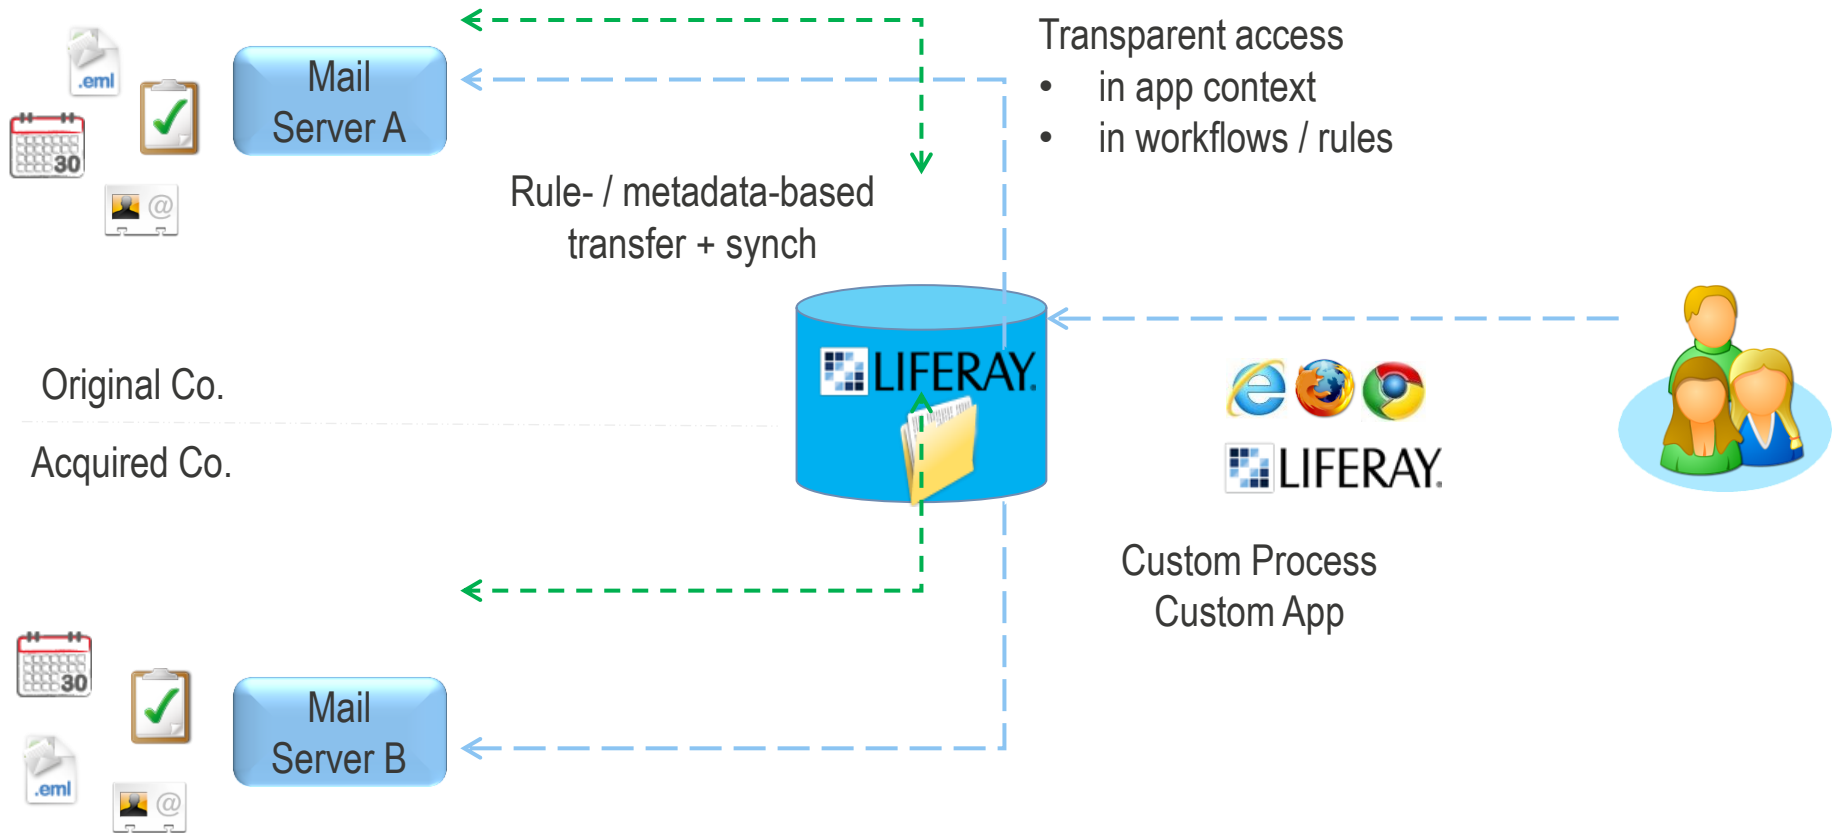 Transparent access
• in app context
• in workflows / rules
.eml
Mail
Server A
30
@
Rule- / metadata-based
transfer + synch
LIFERAY.
Original Co.
Acquired Co.
LIFERAY.
Custom Process
Custom App
30
Mail
Server B
.eml
@